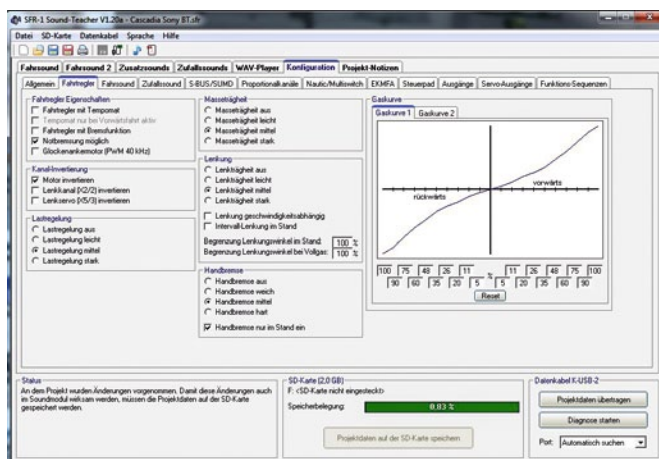 SFR-1 Sound-Teacher V1.20a - Cascadia Sony BT.sfr
Datei SD-Karte Datenkabel Sprache Hilfe
Fahrsound Fahrsound 2 Zusatzsounds Zufallssounds WAV-Player Konfiguration Projekt-Notizen
Allgemein Fahrtregler Fahrsound Zufallsound S-BUS/SUMD Proportionalkanäle Nautic/Multiswitch EKMFA Steuerpad Ausgänge Servo-Ausgänge Funktions-Sequenzen
Fahrtregler Eigenschaften
Fahrtregler mit Tempomat
Tempomat nur bei Vorwärtsfahrt aktiv
Fahrtregler mit Bremsfunktion
Notbremsung möglich
Glockenankermotor (PWM 40 kHz)
Kanal-Invertierung
Motor invertieren
Lenkkanal (X2/2) invertieren
Lenkservo (X5/3) invertieren
Lastregelung
Lastregelung aus
Lastregelung leicht
Lastregelung mittel
Lastregelung stark
Masseträgheit
Masseträgheit aus
Masseträgheit leicht
Masseträgheit mittel
Masseträgheit stark
Lenkung
Lenkträgheit aus
Lenkträgheit leicht
Lenkträgheit mittel
Lenkträgheit stark
Lenkung geschwindigkeitsabhängig
Intervall-Lenkung im Stand
Begrenzung Lenkungswinkel im Stand: 100 %
Begrenzung Lenkungswinkel bei Vollgas: 100 %
Handbremse
Handbremse aus
Handbremse weich
Handbremse mittel
Handbremse hart
Handbremse nur im Stand ein
Gaskurve
Gaskurve 1 Gaskurve 2
rückwärts vorwärts
100 75 48 26 11 % 11 26 48 75 100
90 60 35 20 5 5 20 35 60 90
Reset
Status
An dem Projekt wurden Änderungen vorgenommen. Damit diese Änderungen auch
im Soundmodul wirksam werden, müssen die Projektdaten auf der SD-Karte
gespeichert werden.
SD-Karte (2,0 GB)
F: <SD-Karte nicht eingesteckt>
Speicherbelegung: 0,03 %
Projektdaten auf der SD-Karte speichern
Datenkabel K-USB-2
Projektdaten übertragen
Diagnose starten
Port: Automatisch suchen